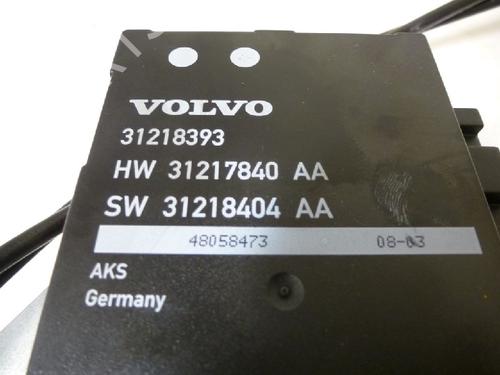 VOLVO
31218393
HW 31217840 AA
SW 31218404 AA
48058473 08-03
AKS
Germany